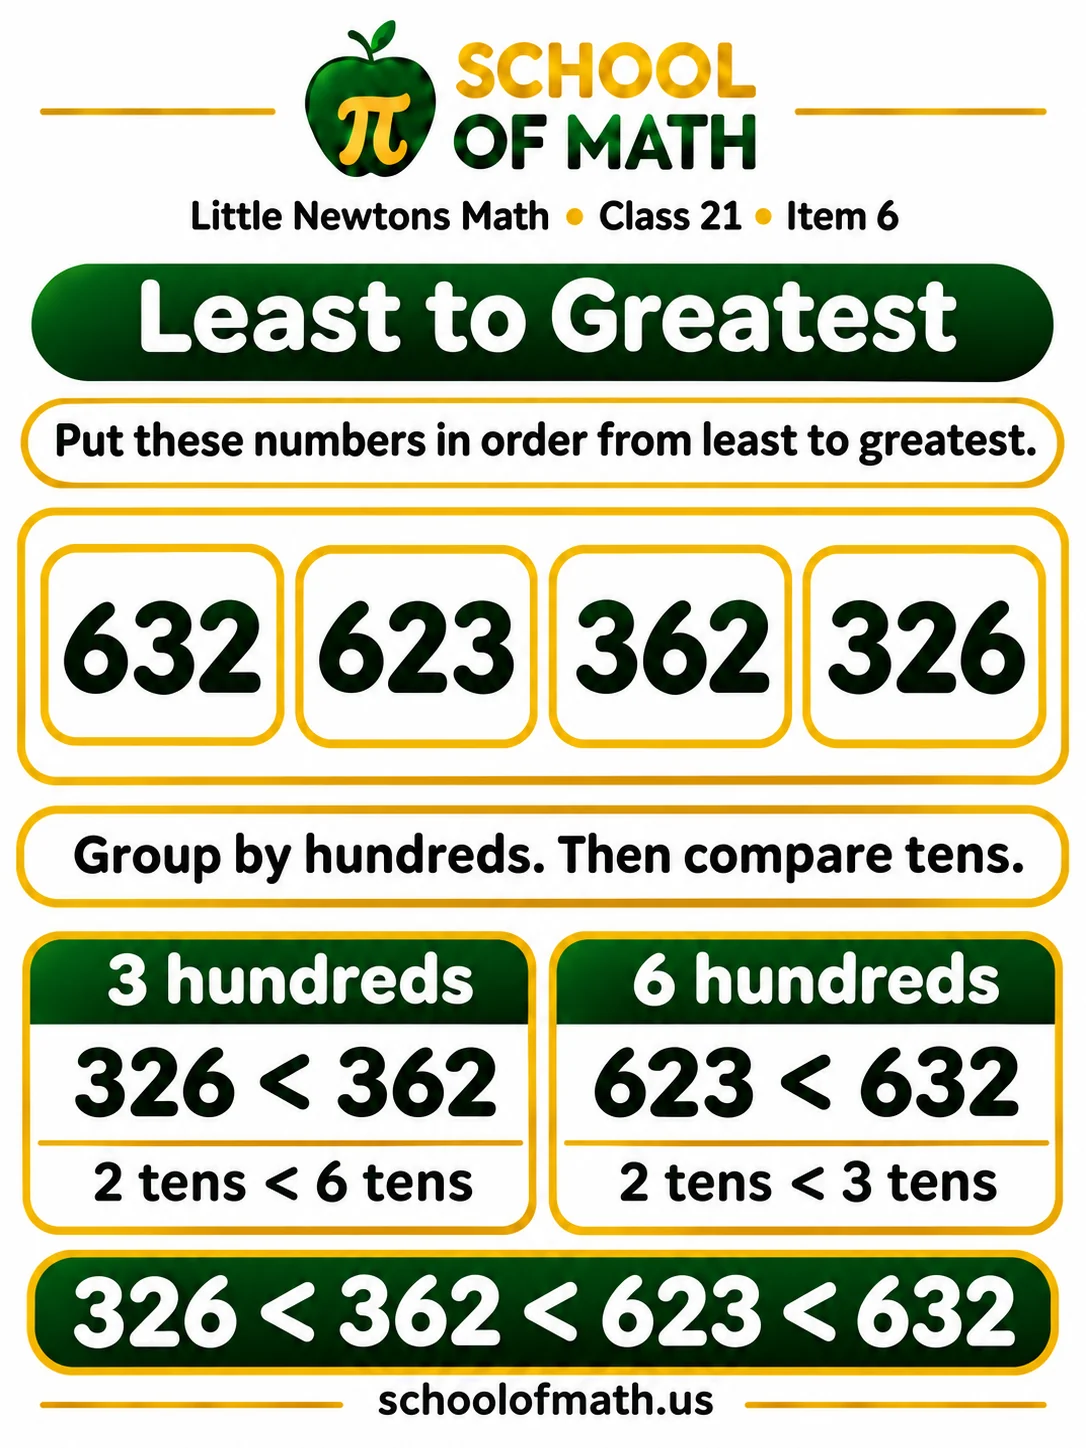 π
SCHOOL
OF MATH
Little Newtons Math • Class 21 • Item 6
Least to Greatest
Put these numbers in order from least to greatest.
632 623 362 326
Group by hundreds. Then compare tens.
3 hundreds
326 < 362
2 tens < 6 tens
6 hundreds
623 < 632
2 tens < 3 tens
326 < 362 < 623 < 632
schoolofmath.us